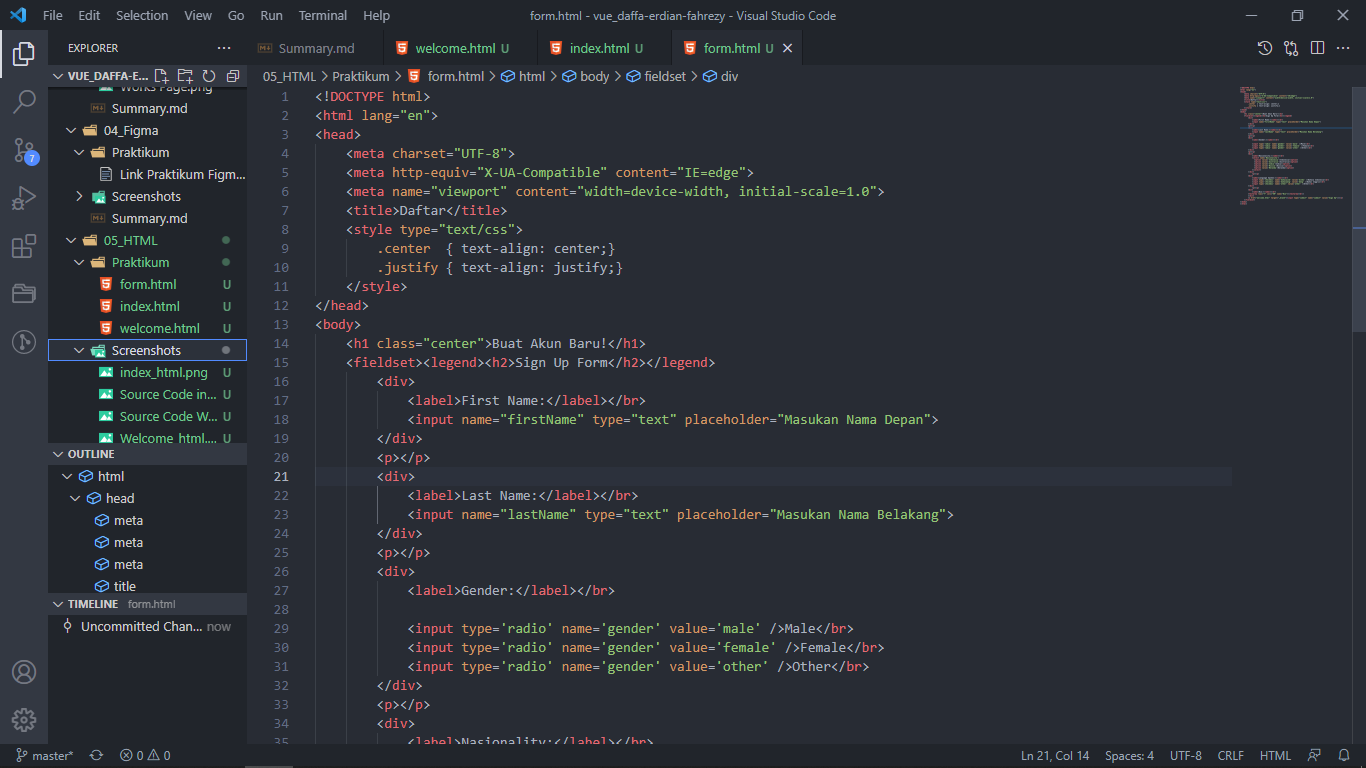 File Edit Selection View Go Run Terminal Help form.html - vue_daffa-erdian-fahrezy - Visual Studio Code
EXPLORER ···
Summary.md
welcome.html U
index.html U
form.html U
VUE_DAFFA-E...
05_HTML > Praktikum > form.html > html > body > fieldset > div
Works Page.png
Summary.md
04_Figma
Praktikum
Link Praktikum Figm...
Screenshots
Summary.md
05_HTML
Praktikum
form.html U
index.html U
welcome.html U
Screenshots
index_html.png U
Source Code in... U
Source Code W... U
Welcome_html.... U
7
OUTLINE
html
head
meta
meta
meta
title
TIMELINE form.html
Uncommitted Chan... now
1 <!DOCTYPE html>
2 <html lang="en">
3 <head>
4 <meta charset="UTF-8">
5 <meta http-equiv="X-UA-Compatible" content="IE=edge">
6 <meta name="viewport" content="width=device-width, initial-scale=1.0">
7 <title>Daftar</title>
8 <style type="text/css">
9 .center  { text-align: center;}
10 .justify { text-align: justify;}
11 </style>
12 </head>
13 <body>
14 <h1 class="center">Buat Akun Baru!</h1>
15 <fieldset><legend><h2>Sign Up Form</h2></legend>
16 <div>
17 <label>First Name:</label></br>
18 <input name="firstName" type="text" placeholder="Masukan Nama Depan">
19 </div>
20 <p></p>
21 <div>
22 <label>Last Name:</label></br>
23 <input name="lastName" type="text" placeholder="Masukan Nama Belakang">
24 </div>
25 <p></p>
26 <div>
27 <label>Gender:</label></br>
28
29 <input type='radio' name='gender' value='male' />Male</br>
30 <input type='radio' name='gender' value='female' />Female</br>
31 <input type='radio' name='gender' value='other' />Other</br>
32 </div>
33 <p></p>
34 <div>
35 <label>Nasionality:</label></br>
master* 0 0 Ln 21, Col 14 Spaces: 4 UTF-8 CRLF HTML